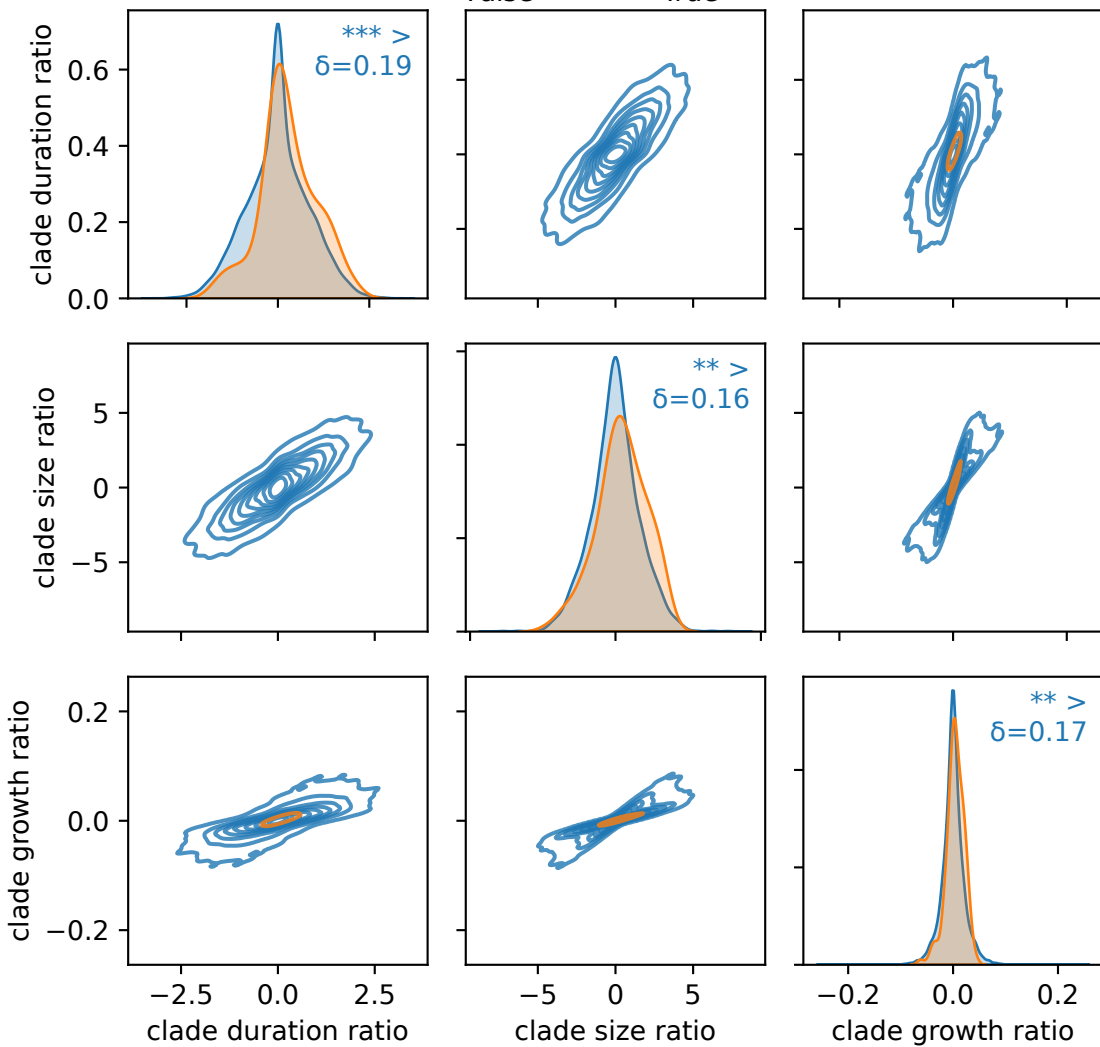 clade duration ratio
0.6
0.4
0.2
0.0
*** >
δ=0.19
clade size ratio
5
0
−5
** >
δ=0.16
clade growth ratio
0.2
0.0
−0.2
** >
δ=0.17
−2.5 0.0 2.5
−5 0 5
−0.2 0.0 0.2
clade duration ratio
clade size ratio
clade growth ratio